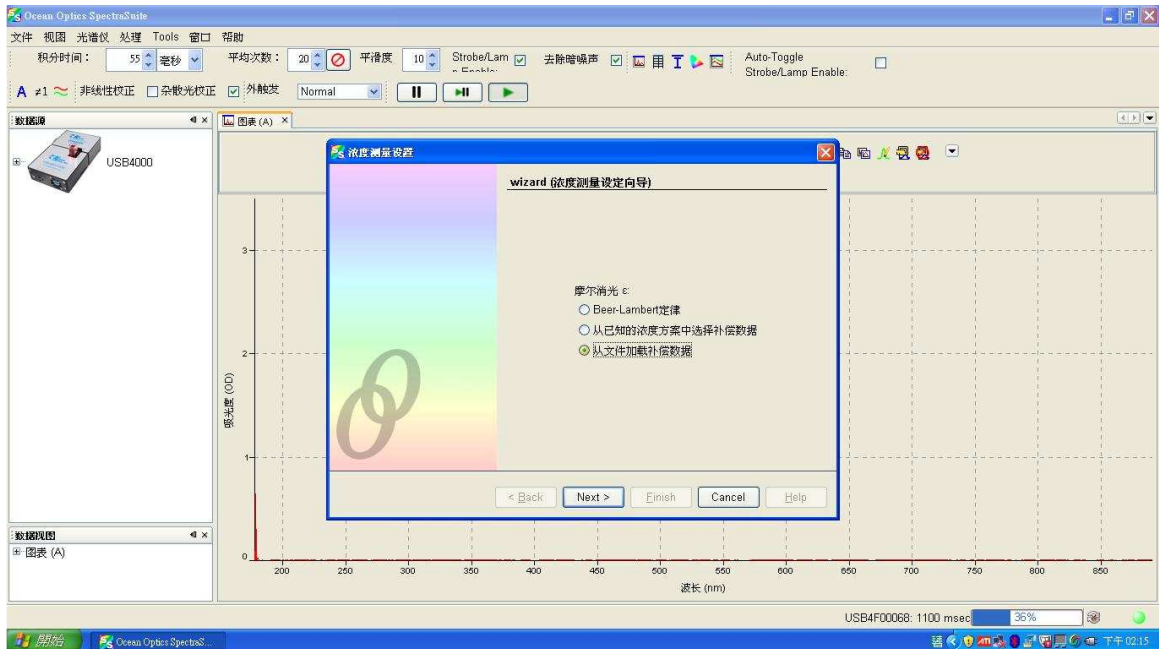 Ocean Optics SpectraSuite
文件 视图 光谱仪 处理 Tools 窗口 帮助
积分时间： 55 毫秒 平均次数： 20 平滑度 10 Strobe/Lam 去除暗噪声 Auto-Toggle
Strobe/Lamp Enable:
A ≠1 非线性校正 杂散光校正 外触发 Normal
数据源
图表 (A)
USB4000
浓度测量设置
wizard (浓度测量设定向导)
摩尔消光 ε:
Beer-Lambert定律
从已知的浓度方案中选择补偿数据
从文件加载补偿数据
< Back Next > Finish Cancel Help
3
2
1
0
吸光度 (OD)
200 250 300 350 400 450 500 550 600 650 700 750 800 850
波长 (nm)
数据视图
图表 (A)
USB4F00068: 1100 msec 36%
開始 Ocean Optics SpectraS... 下午 02:15